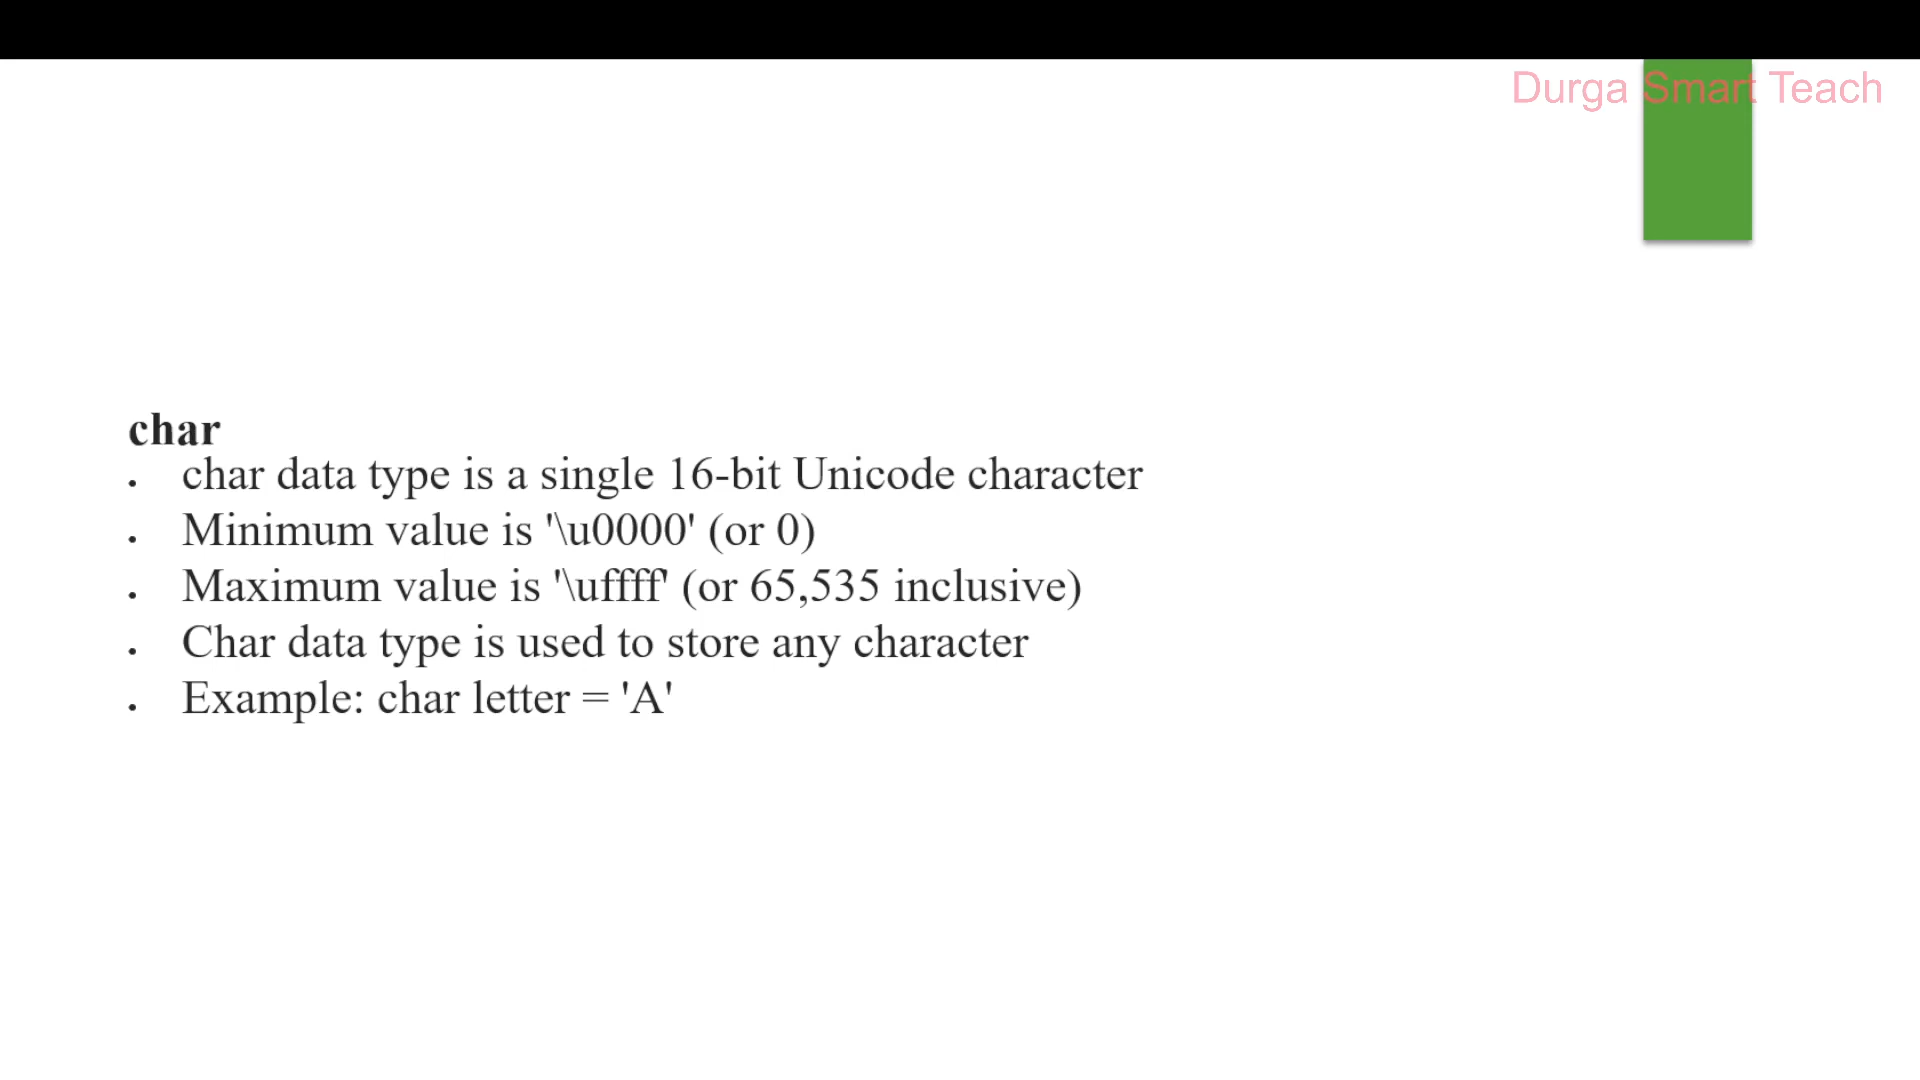 Durga Smart Teach
char
• char data type is a single 16-bit Unicode character
• Minimum value is '\u0000' (or 0)
• Maximum value is '\uffff' (or 65,535 inclusive)
• Char data type is used to store any character
• Example: char letter = 'A'